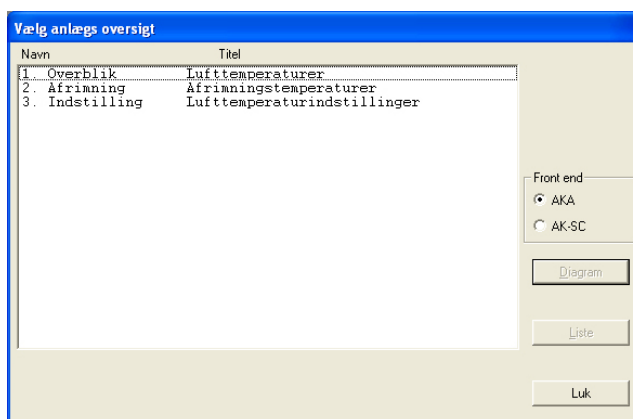 Vælg anlægs oversigt
Navn Titel
1. Overblik Lufttemperaturer
2. Afrimning Afrimningstemperaturer
3. Indstilling Lufttemperaturindstillinger
Front end
AKA
AK-SC
Diagram
Liste
Luk